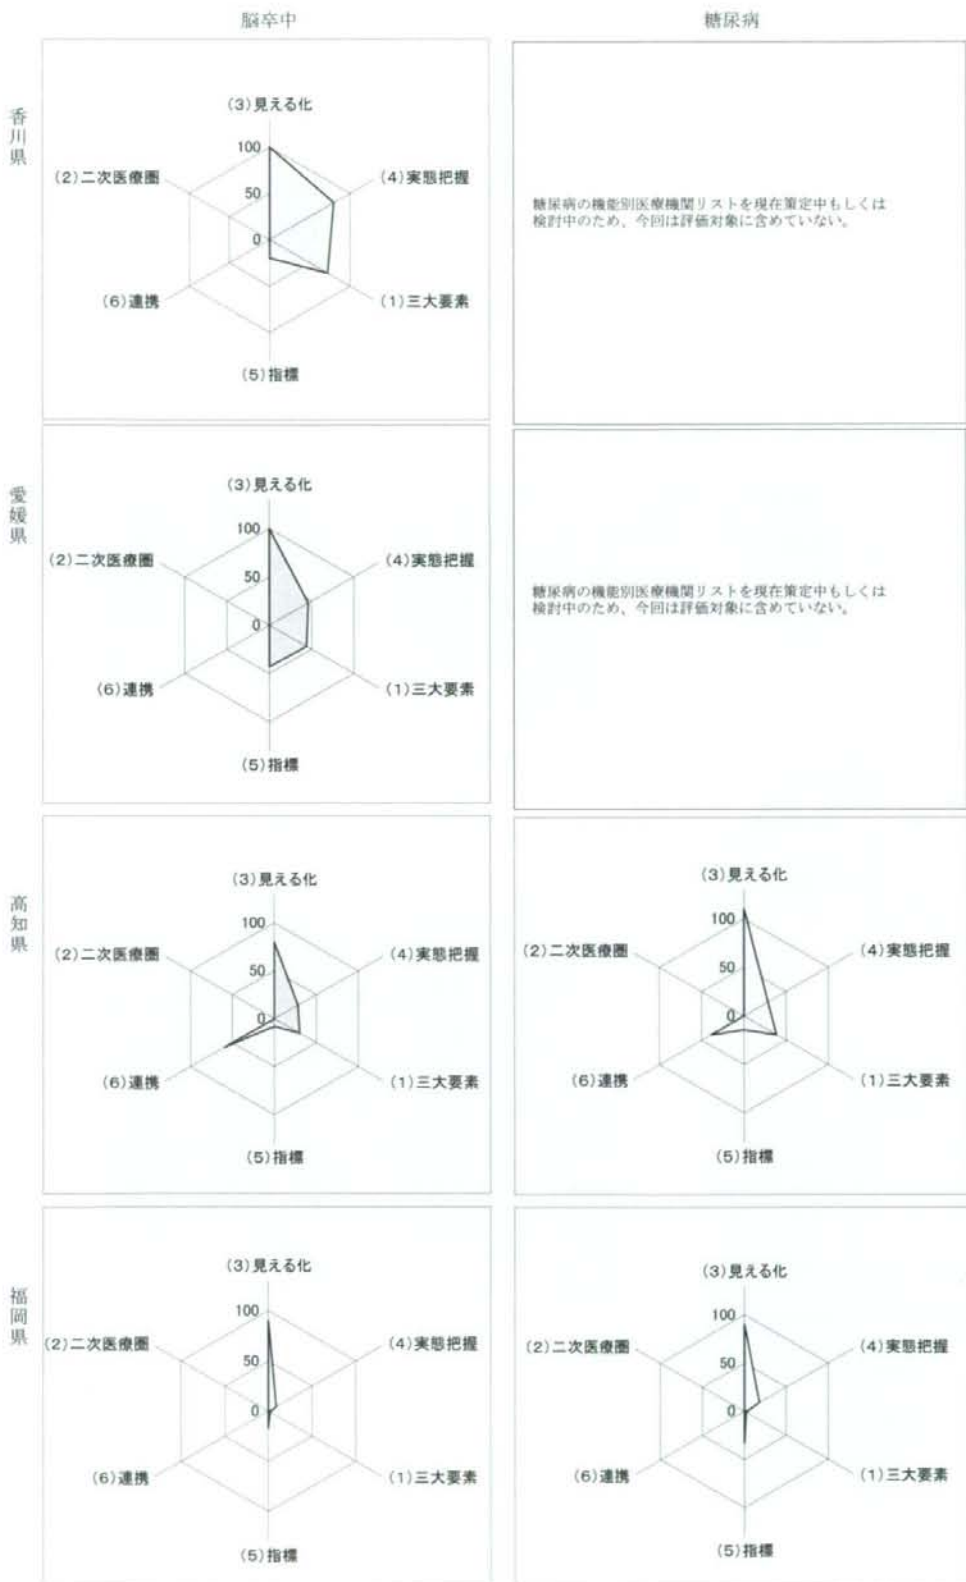 脳卒中
糖尿病
香川県
(3)見える化
100
(2)二次医療圏
(4)実態把握
50
0
(6)連携
(1)三大要素
(5)指標
糖尿病の機能別医療機関リストを現在策定中もしくは
検討中のため、今回は評価対象に含めていない。
愛媛県
(3)見える化
100
(2)二次医療圏
(4)実態把握
50
0
(6)連携
(1)三大要素
(5)指標
糖尿病の機能別医療機関リストを現在策定中もしくは
検討中のため、今回は評価対象に含めていない。
高知県
(3)見える化
100
(2)二次医療圏
(4)実態把握
50
0
(6)連携
(1)三大要素
(5)指標
(3)見える化
100
(2)二次医療圏
(4)実態把握
50
0
(6)連携
(1)三大要素
(5)指標
福岡県
(3)見える化
100
(2)二次医療圏
(4)実態把握
50
0
(6)連携
(1)三大要素
(5)指標
(3)見える化
100
(2)二次医療圏
(4)実態把握
50
0
(6)連携
(1)三大要素
(5)指標